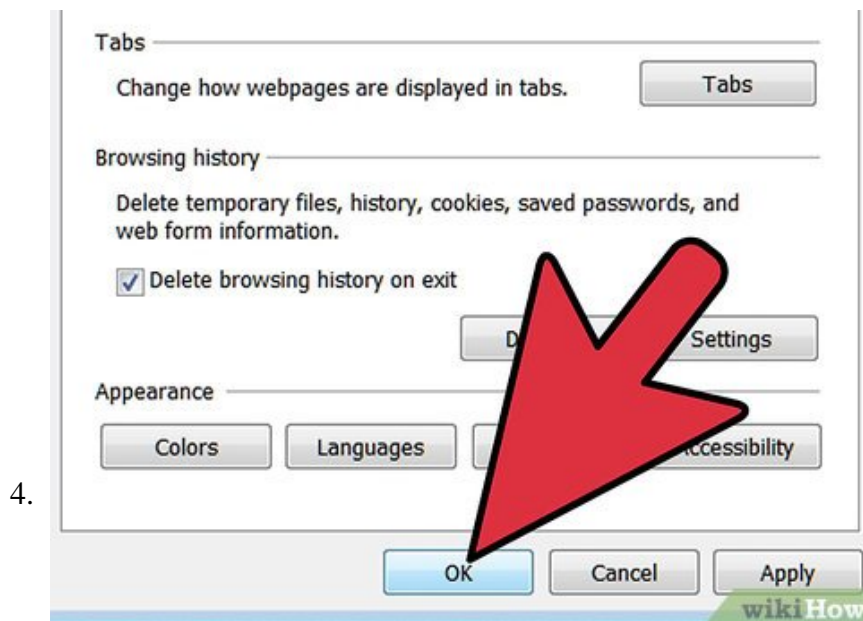 Tabs
Change how webpages are displayed in tabs.
Tabs
Browsing history
Delete temporary files, history, cookies, saved passwords, and
web form information.
Delete browsing history on exit
Settings
Appearance
Colors
Languages
4.
OK
Cancel
Apply
wikiHow